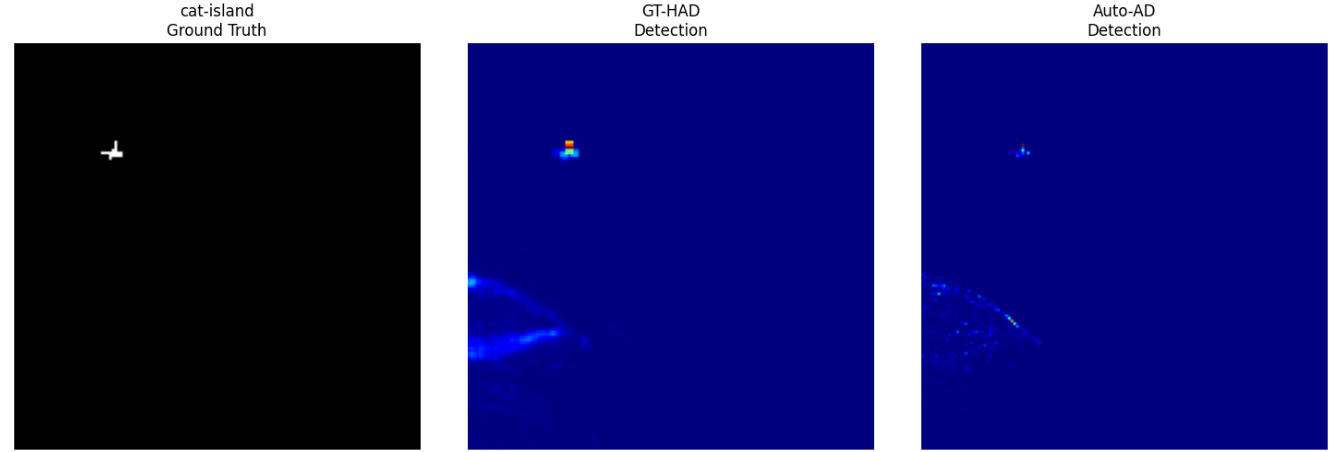 cat-island
Ground Truth
GT-HAD
Detection
Auto-AD
Detection